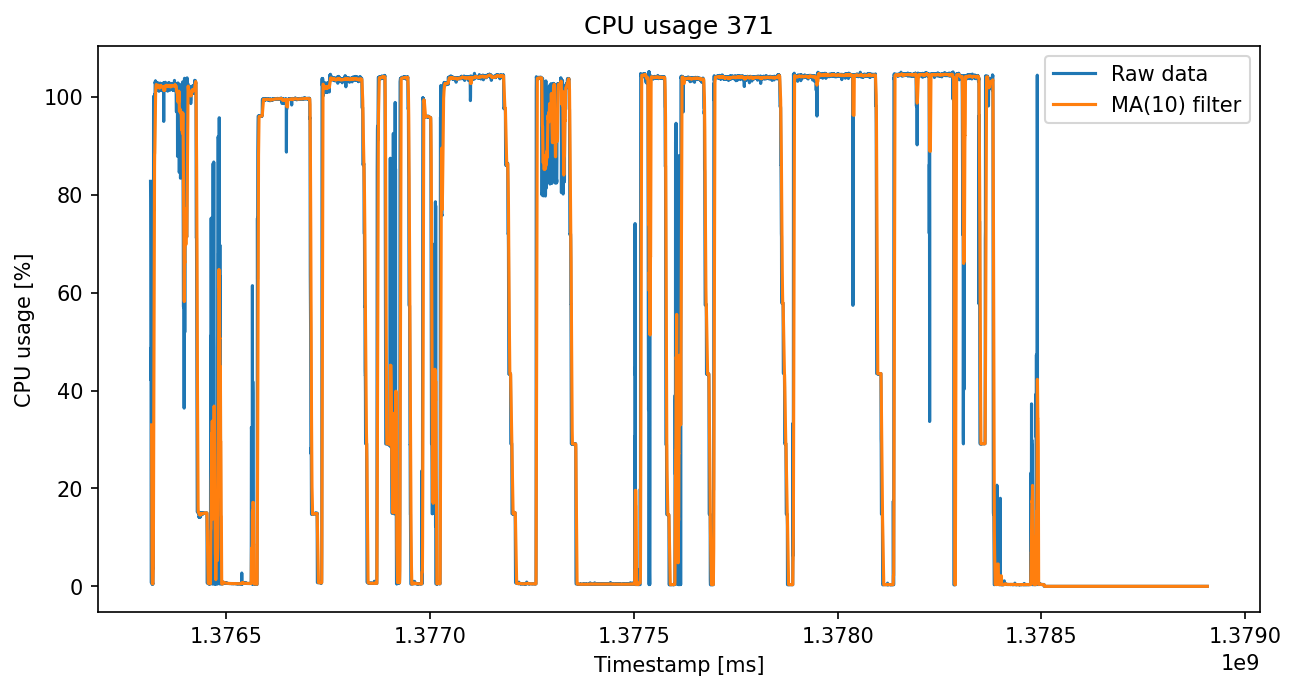 CPU usage 371
Raw data
MA(10) filter
CPU usage [%]
100
80
60
40
20
0
1.3765 1.3770 1.3775 1.3780 1.3785 1.3790
1e9
Timestamp [ms]